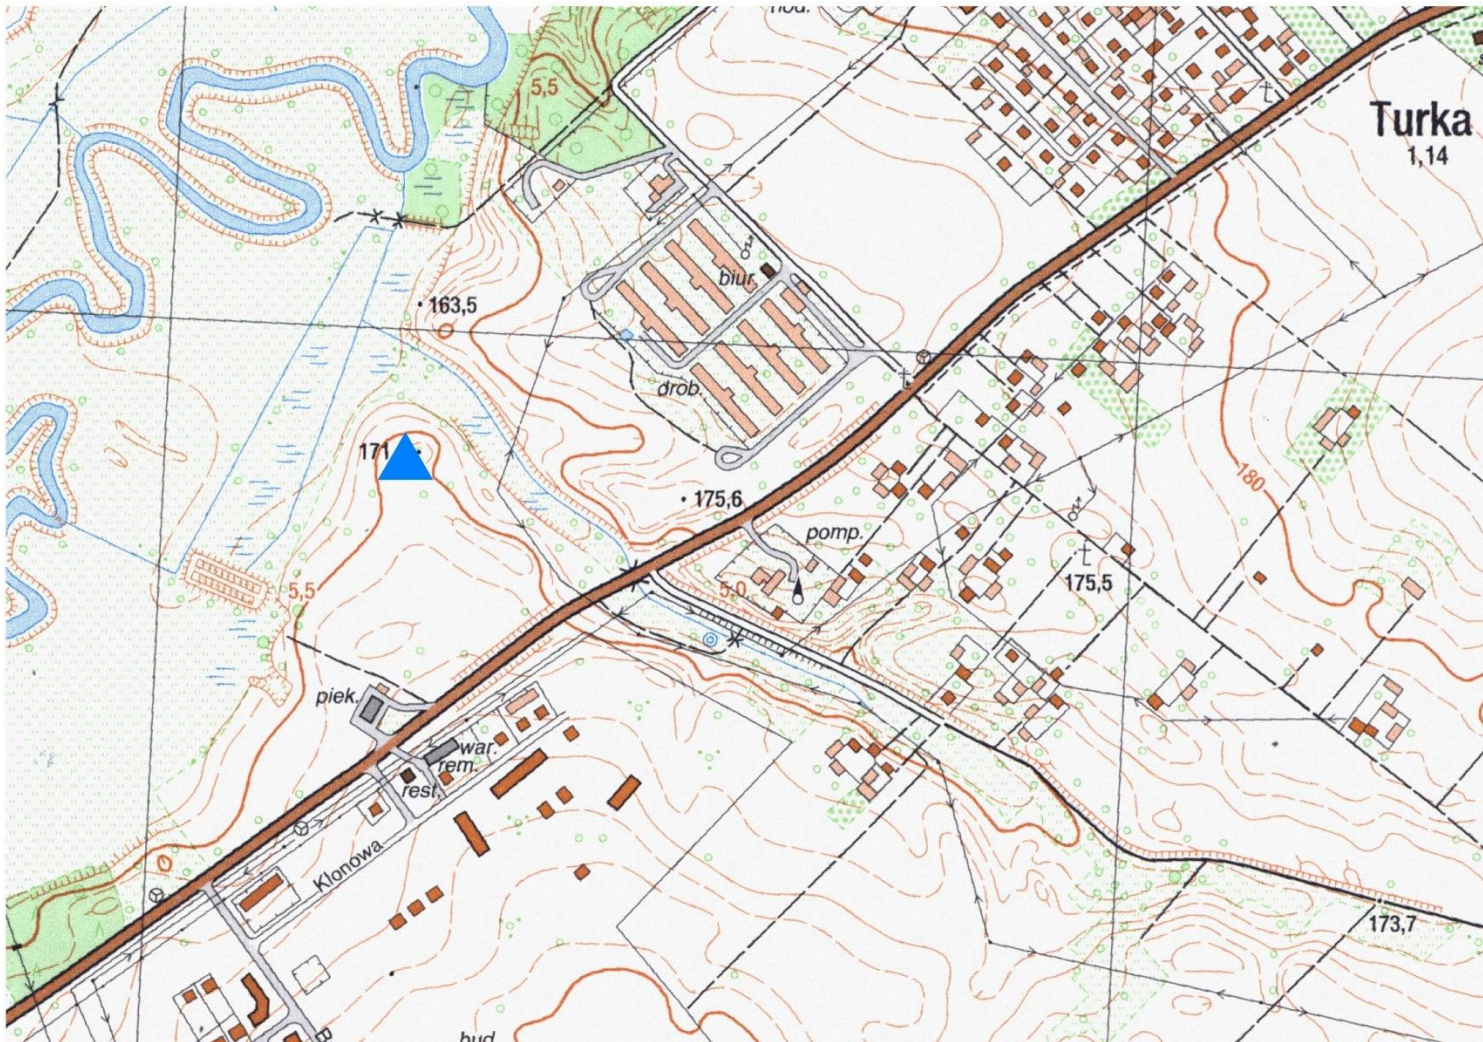 5,5
Turka
1,14
biur.
163,5
drob.
171
180
175,6
pomp.
175,5
5,5
5,0
piek.
war.
rem.
rest.
Klonowa
173,7